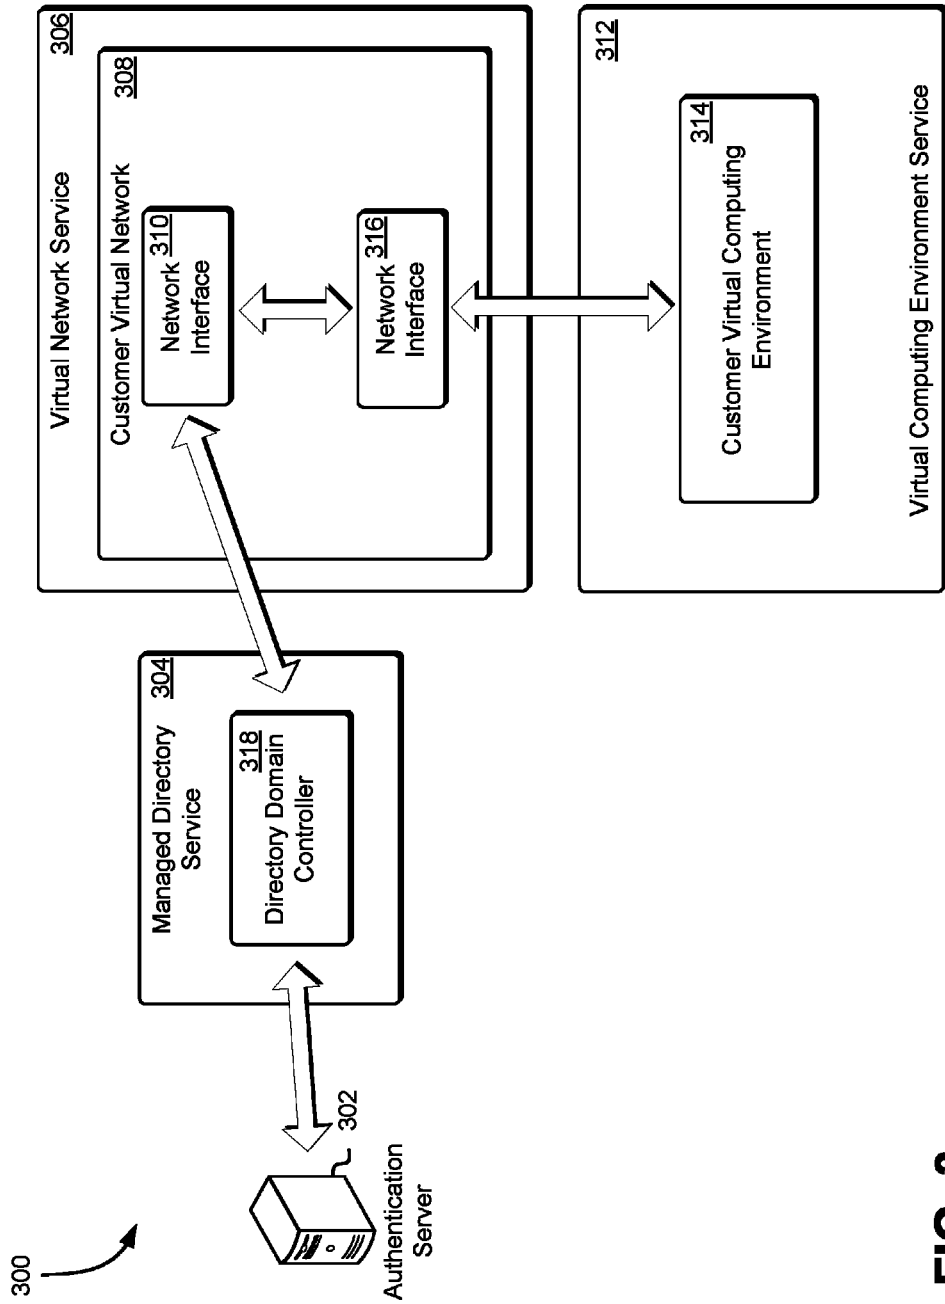 300
302
Authentication
Server
Managed Directory
Service
304
318
Directory Domain
Controller
Virtual Network Service
306
Customer Virtual Network
308
310
Network
Interface
316
Network
Interface
312
314
Customer Virtual Computing
Environment
Virtual Computing Environment Service
FIG.